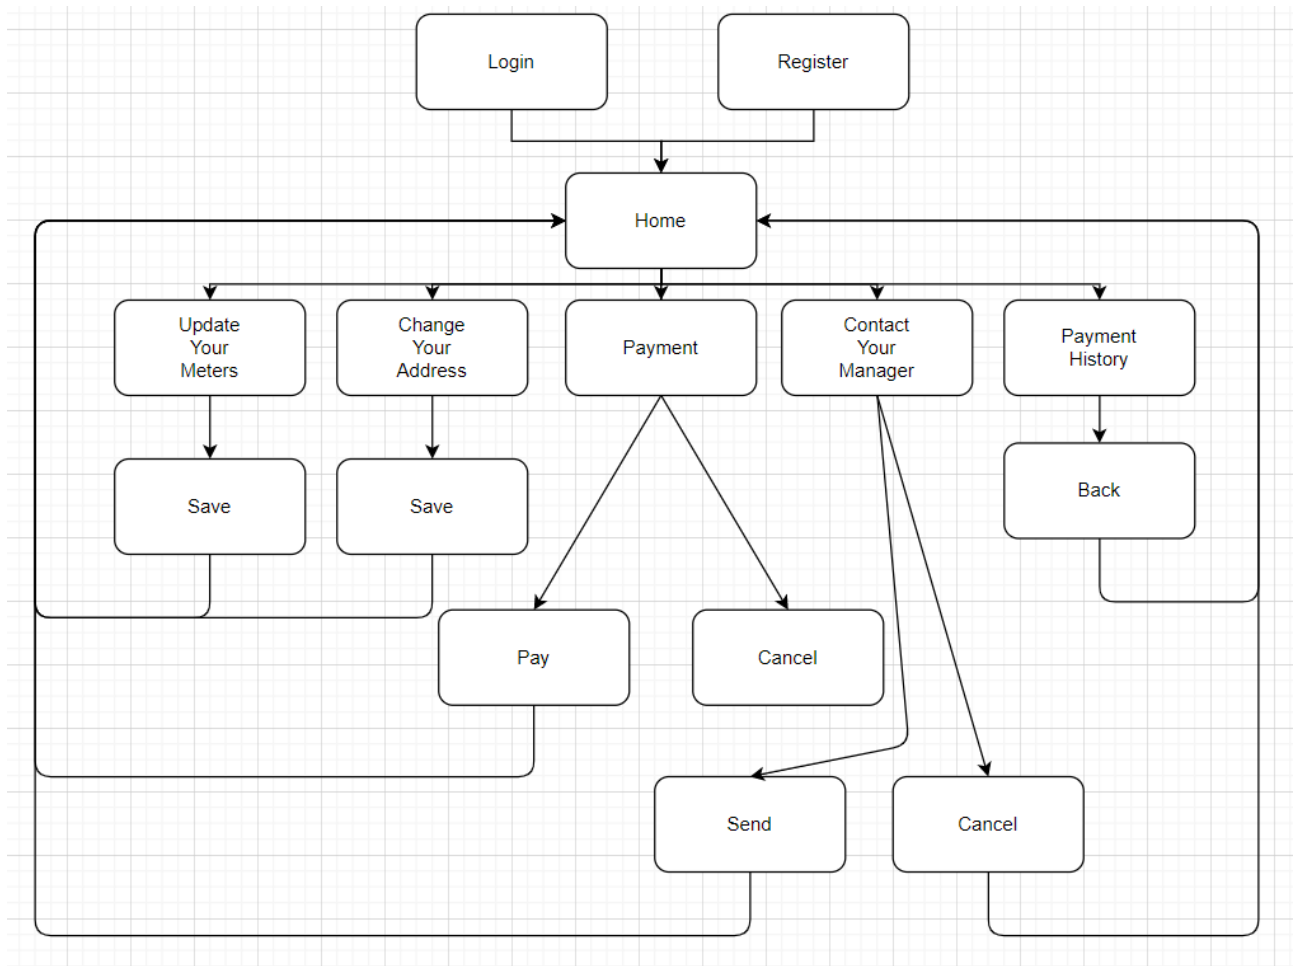 Login
Register
Home
Update
Your
Meters
Change
Your
Address
Payment
Contact
Your
Manager
Payment
History
Save
Save
Back
Pay
Cancel
Send
Cancel